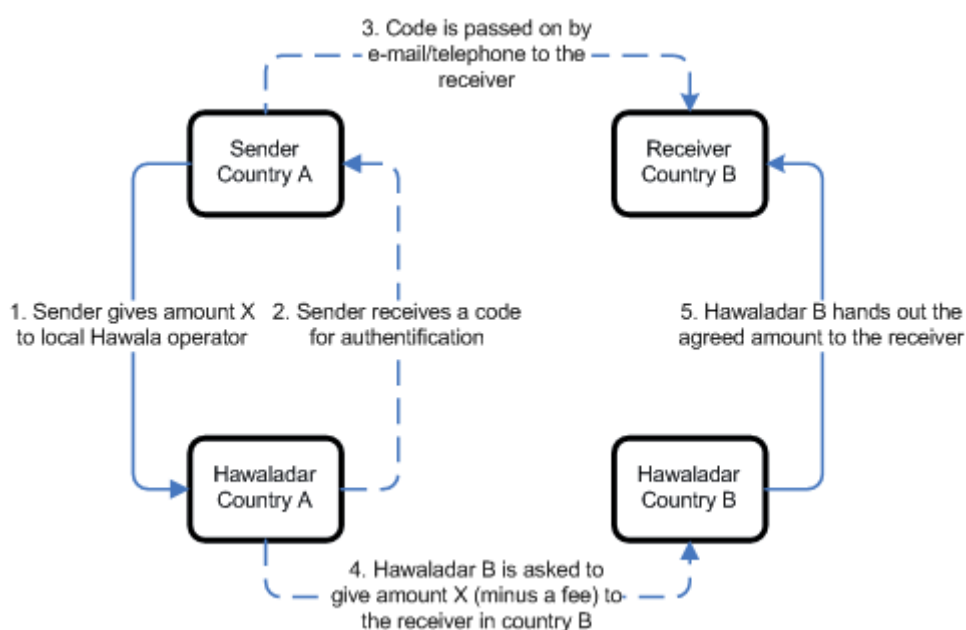 3. Code is passed on by
e-mail/telephone to the
receiver
Sender
Country A
Receiver
Country B
1. Sender gives amount X
to local Hawala operator
2. Sender receives a code
for authentification
5. Hawaladar B hands out the
agreed amount to the receiver
Hawaladar
Country A
Hawaladar
Country B
4. Hawaladar B is asked to
give amount X (minus a fee) to
the receiver in country B